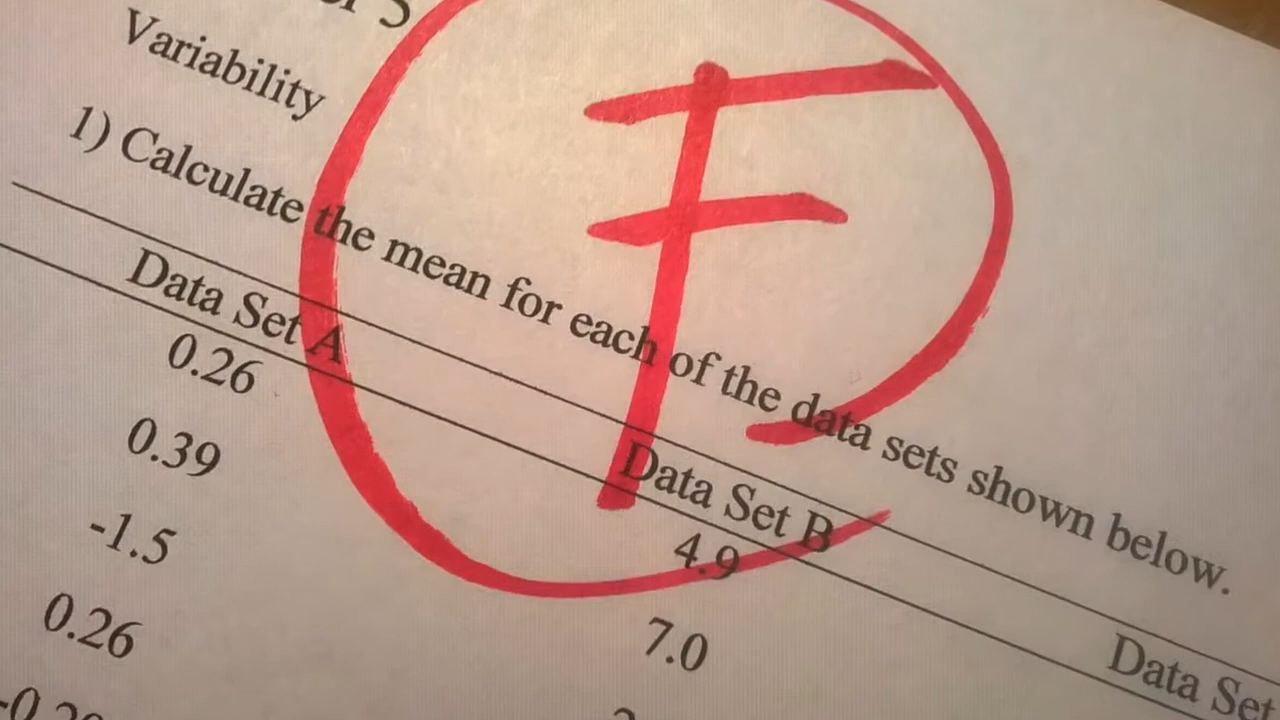 Variability
F
1) Calculate the mean for each of the data sets shown below.
Data Set A Data Set B Data Set
0.26 4.9
0.39 7.0
-1.5
0.26